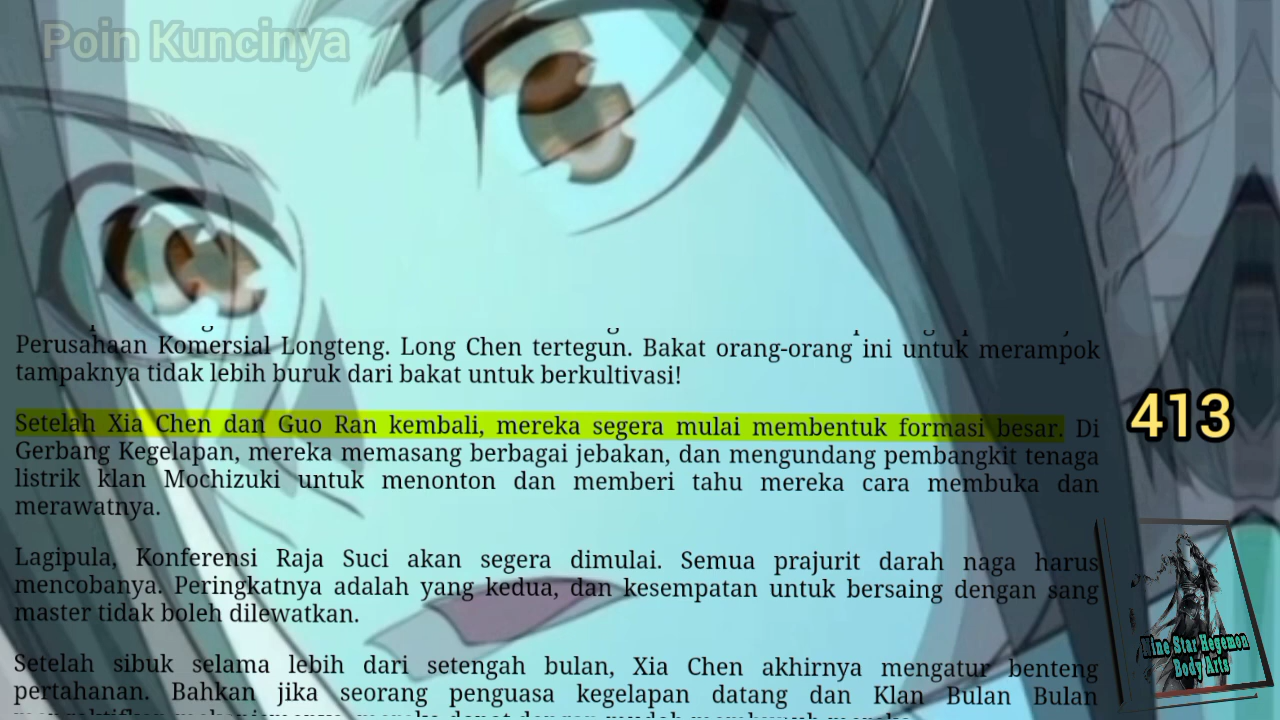 Poin Kuncinya
Perusahaan Komersial Longteng. Long Chen tertegun. Bakat orang-orang ini untuk merampok
tampaknya tidak lebih buruk dari bakat untuk berkultivasi!
Setelah Xia Chen dan Guo Ran kembali, mereka segera mulai membentuk formasi besar. Di
Gerbang Kegelapan, mereka memasang berbagai jebakan, dan mengundang pembangkit tenaga
listrik klan Mochizuki untuk menonton dan memberi tahu mereka cara membuka dan
merawatnya.
413
Lagipula, Konferensi Raja Suci akan segera dimulai. Semua prajurit darah naga harus
mencobanya. Peringkatnya adalah yang kedua, dan kesempatan untuk bersaing dengan sang
master tidak boleh dilewatkan.
Setelah sibuk selama lebih dari setengah bulan, Xia Chen akhirnya mengatur benteng
pertahanan. Bahkan jika seorang penguasa kegelapan datang dan Klan Bulan Bulan
Nine Star Hegemon
Body Arts